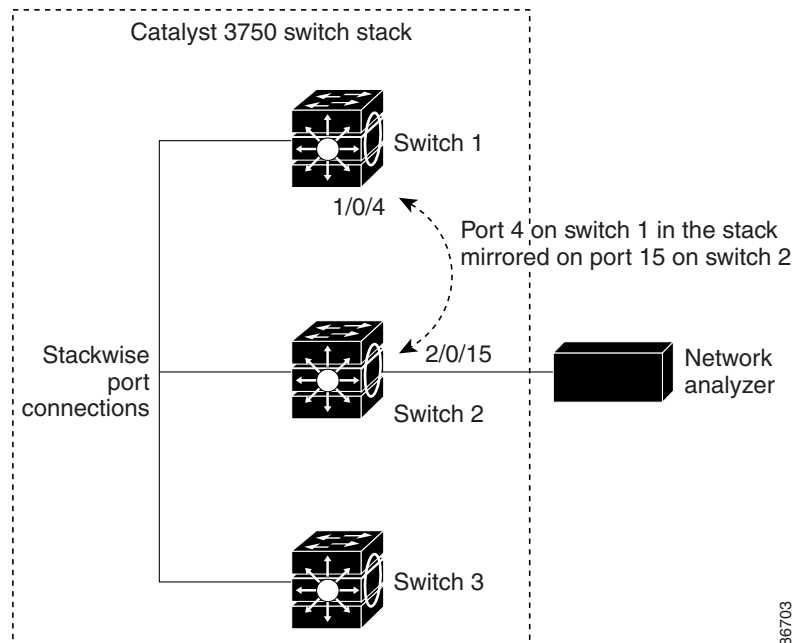 Catalyst 3750 switch stack
Switch 1
1/0/4
Port 4 on switch 1 in the stack
mirrored on port 15 on switch 2
Stackwise
port
connections
2/0/15
Switch 2
Network
analyzer
Switch 3